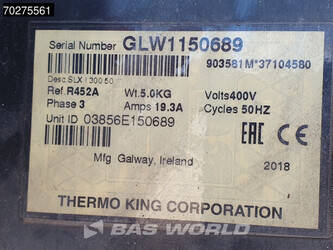 70275561
Serial Number GLW1150689
903581M*37104580
Desc.SLX i 300 50
Ref.R452A Wt.5.0KG Volts400V
Phase 3 Amps 19.3A Cycles 50HZ
Unit ID 03856E150689
EAC CE
Mfg Galway, Ireland 2018
THERMO KING CORPORATION
BAS WORLD